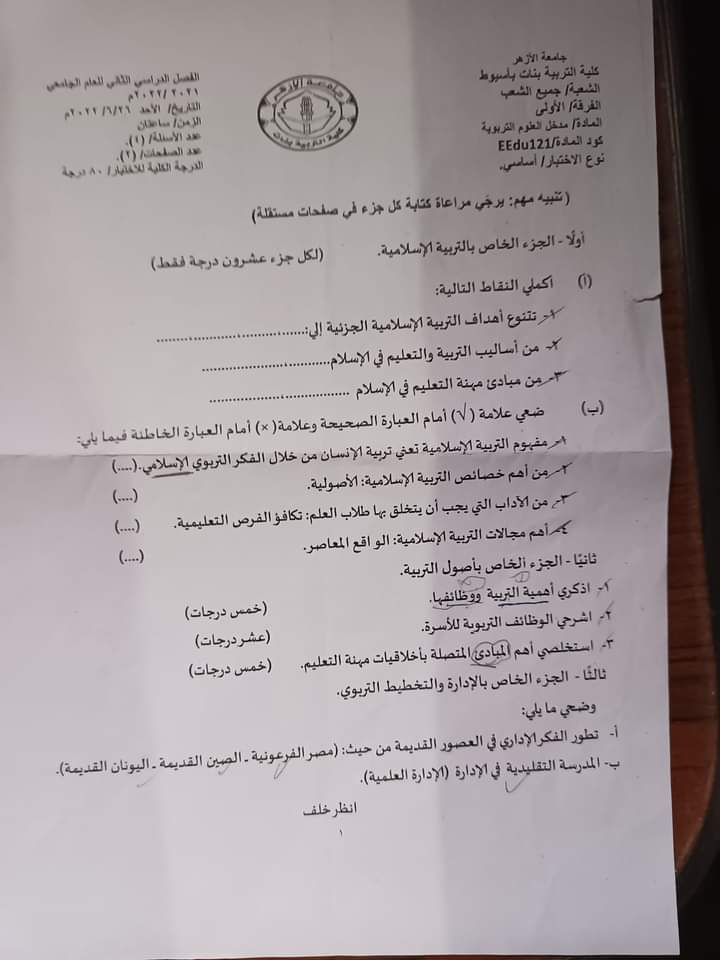 جامعة الأزهر
كلية التربية بنات بأسيوط
الشعبة/ جميع الشعب
الفرقة/ الأولى
المادة/ مدخل العلوم التربوية
كود المادة/EEdu121
نوع الاختبار/ أساسي.
جامعة الأزهر
كلية التربية بنات
الفصل الدراسي الثاني للعام الجامعي
٢٠٢١ /٢٠٢٢م
التاريخ/ الأحد ٢٦ /٦ /٢٠٢٢م
الزمن/ ساعتان
عدد الأسئلة/ (٤).
عدد الصفحات/ (٢).
الدرجة الكلية للاختبار/ ٨٠ درجة
(تنبيه مهم: يرجَي مراعاة كتابة كل جزء في صفحات مستقلة)
أولًا - الجزء الخاص بالتربية الإسلامية. (لكل جزء عشرون درجة فقط)
(أ) أكملي النقاط التالية:
١- تتنوع أهداف التربية الإسلامية الجزئية إلي:......،..........،..........،..........
٢- من أساليب التربية والتعليم في الإسلام...........،.....................
٣- من مبادئ مهنة التعليم في الإسلام ..................،..................
(ب) ضعي علامة (√) أمام العبارة الصحيحة وعلامة(×) أمام العبارة الخاطئة فيما يلي:
١- مفهوم التربية الإسلامية تعني تربية الإنسان من خلال الفكر التربوي الإسلامي.(....)
٢- من أهم خصائص التربية الإسلامية: الأصولية. (....)
٣- من الآداب التي يجب أن يتخلق بها طلاب العلم: تكافؤ الفرص التعليمية. (....)
٤- أهم مجالات التربية الإسلامية: الواقع المعاصر. (....)
ثانيًا - الجزء الخاص بأصول التربية.
١- اذكري أهمية التربية ووظائفها. (خمس درجات)
٢- اشرحي الوظائف التربوية للأسرة. (عشر درجات)
٣- استخلصي أهم المبادئ المتصلة بأخلاقيات مهنة التعليم. (خمس درجات)
ثالثًا - الجزء الخاص بالإدارة والتخطيط التربوي.
وضحي ما يلي:
أ- تطور الفكر الإداري في العصور القديمة من حيث: (مصر الفرعونية ـ الصين القديمة ـ اليونان القديمة).
ب- المدرسة التقليدية في الإدارة (الإدارة العلمية).
انظر خلف
١